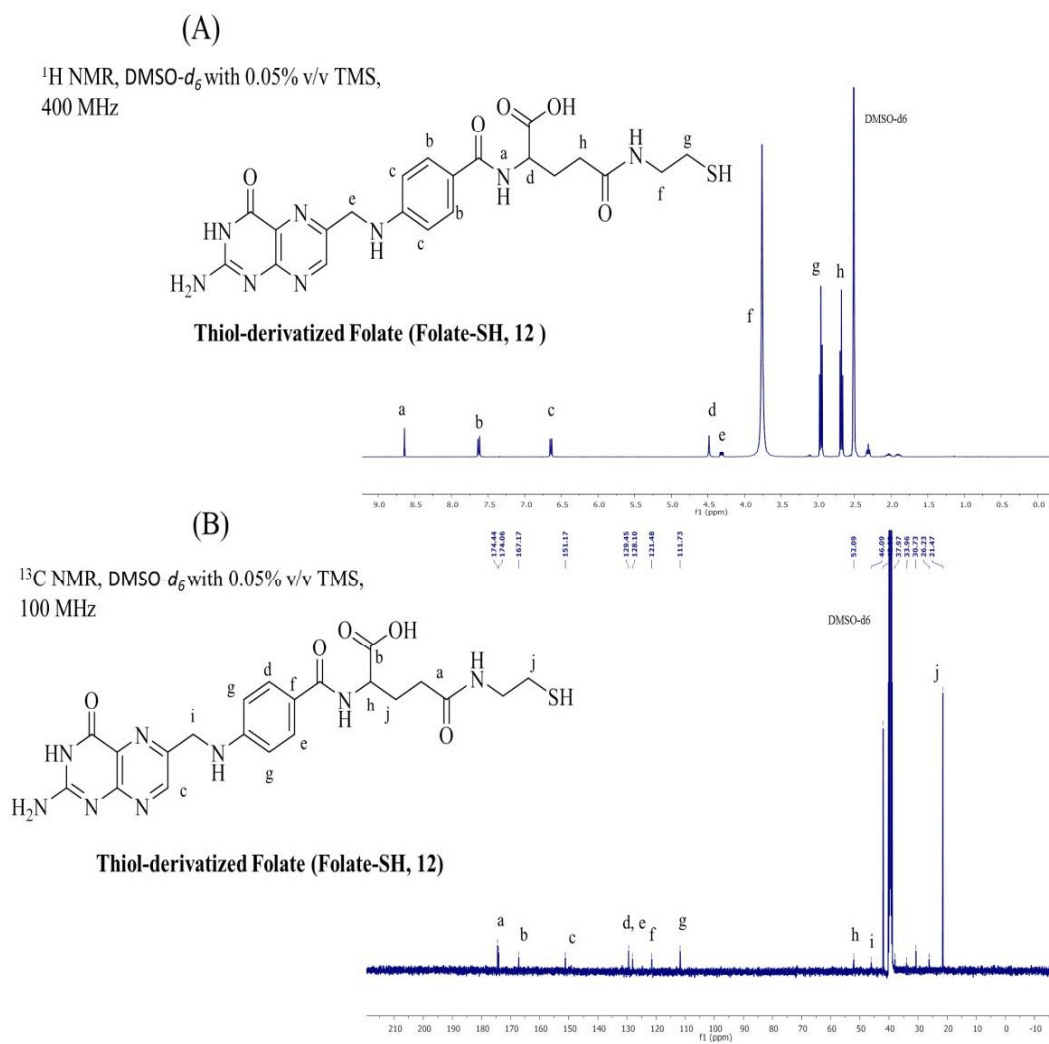 (A)
¹H NMR, DMSO-d₆ with 0.05% v/v TMS,
400 MHz
DMSO-d6
O OH
b O a h H N g SH
c N H d f
O
O e b
HN N N H c
H₂N N N
Thiol-derivatized Folate (Folate-SH, 12 )
a b c d e f g h
9.0 8.5 8.0 7.5 7.0 6.5 6.0 5.5 5.0 4.5 4.0 3.5 3.0 2.5 2.0 1.5 1.0 0.5 0.0
f1 (ppm)
(B)
174.44 174.06 167.17 151.17 129.45 128.10 121.48 111.73 52.09 46.09 37.97 33.96 30.73 26.23 21.47
¹³C NMR, DMSO-d₆ with 0.05% v/v TMS,
100 MHz
DMSO-d6
O OH
b
d O a H N j SH
g f N H h j O
O i e
HN N N H g
H₂N N N c
Thiol-derivatized Folate (Folate-SH, 12)
a b c d, e f g h i j
210 200 190 180 170 160 150 140 130 120 110 100 90 80 70 60 50 40 30 20 10 0 -10
f1 (ppm)